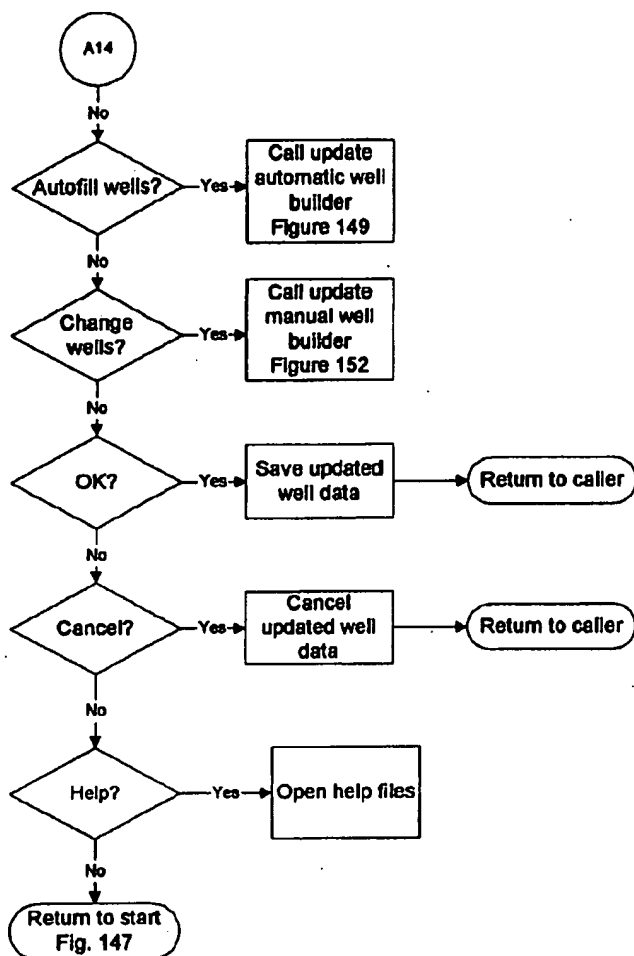 A14
No
Autofill wells?
Yes
Call update
automatic well
builder
Figure 149
No
Change
wells?
Yes
Call update
manual well
builder
Figure 152
No
OK?
Yes
Save updated
well data
Return to caller
No
Cancel?
Yes
Cancel
updated well
data
Return to caller
No
Help?
Yes
Open help files
No
Return to start
Fig. 147